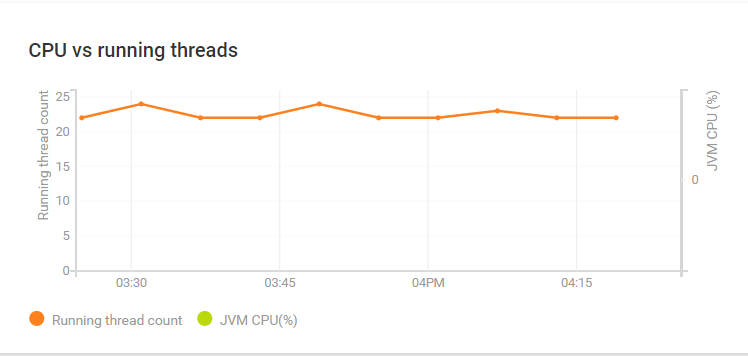 CPU vs running threads
Running thread count
25
20
15
10
5
0
JVM CPU (%)
0
03:30
03:45
04PM
04:15
Running thread count
JVM CPU(%)